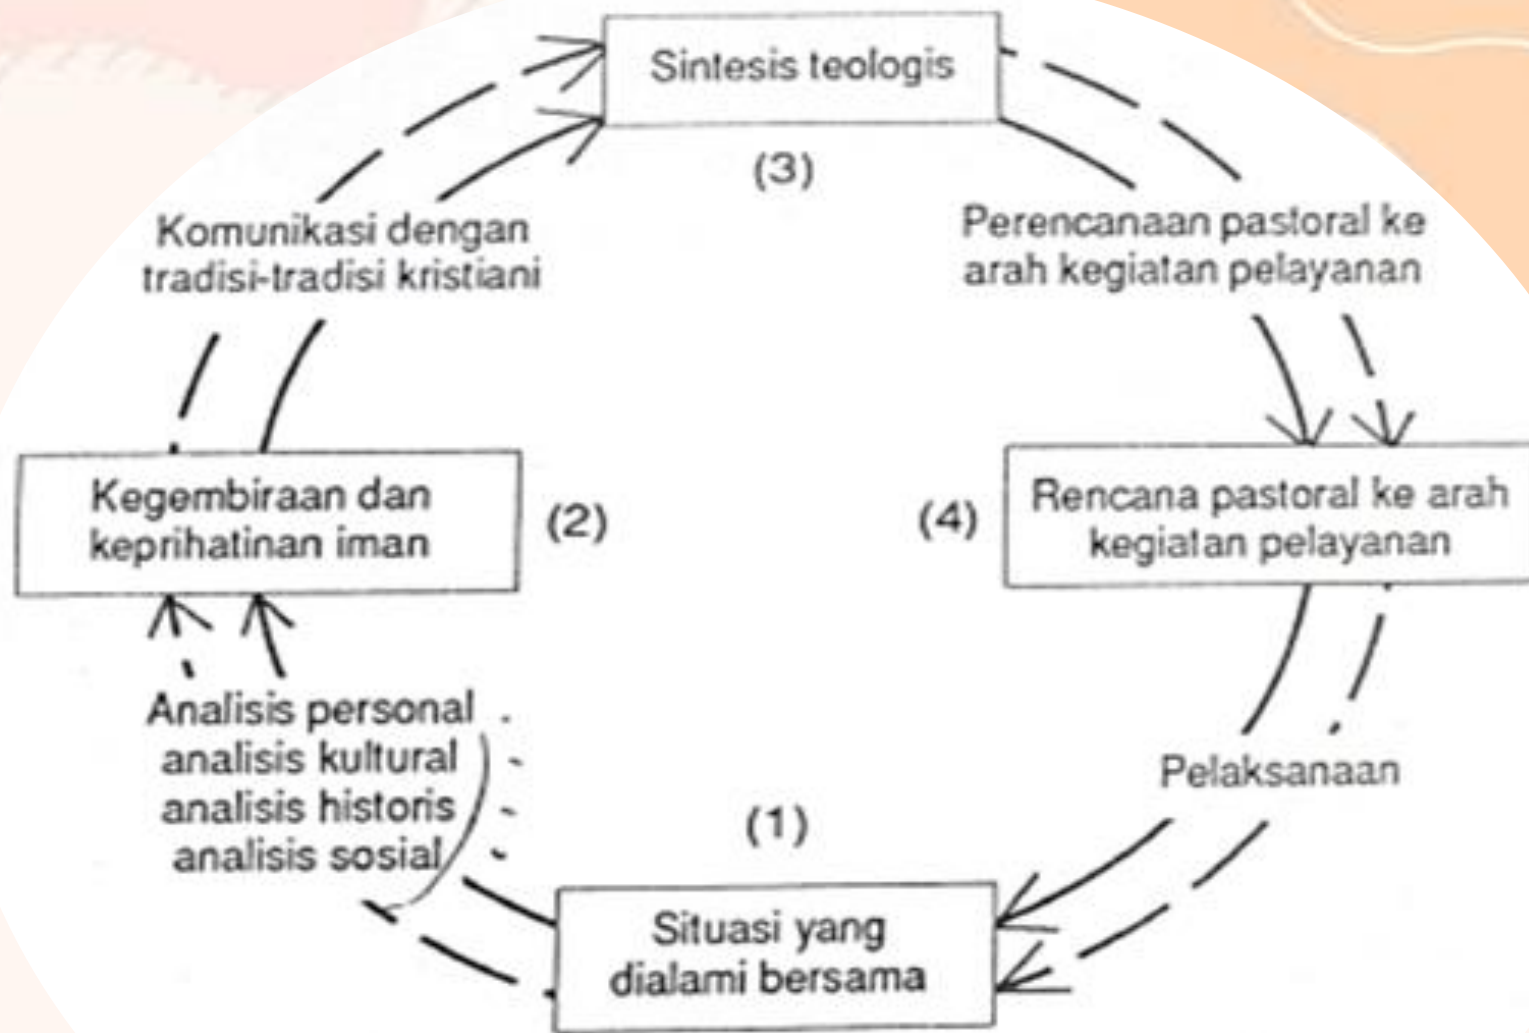 Sintesis teologis
(3)
Komunikasi dengan
tradisi-tradisi kristiani
Perencanaan pastoral ke
arah kegiatan pelayanan
Kegembiraan dan
keprihatinan iman
(2)
(4)
Rencana pastoral ke arah
kegiatan pelayanan
Analisis personal
analisis kultural
analisis historis
analisis sosial
Pelaksanaan
(1)
Situasi yang
dialami bersama